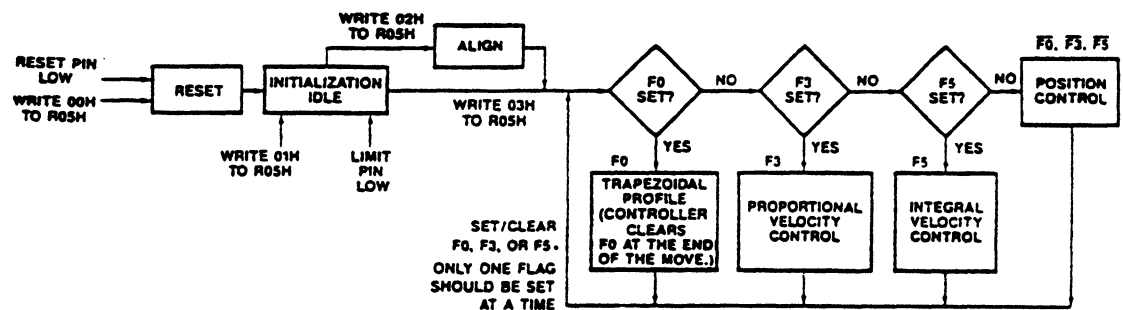 RESET PIN
LOW
WRITE 00H
TO R05H
RESET
INITIALIZATION
IDLE
WRITE 01H
TO R05H
LIMIT
PIN
LOW
WRITE 02H
TO R05H
ALIGN
WRITE 03H
TO R05H
F0
SET?
NO
YES
F3
SET?
NO
YES
F5
SET?
NO
YES
F̅0̅, F̅3̅, F̅5̅
POSITION
CONTROL
F0
TRAPEZOIDAL
PROFILE
(CONTROLLER
CLEARS
F0 AT THE END
OF THE MOVE.)
F3
PROPORTIONAL
VELOCITY
CONTROL
F5
INTEGRAL
VELOCITY
CONTROL
SET/CLEAR
F0, F3, OR F5.
ONLY ONE FLAG
SHOULD BE SET
AT A TIME